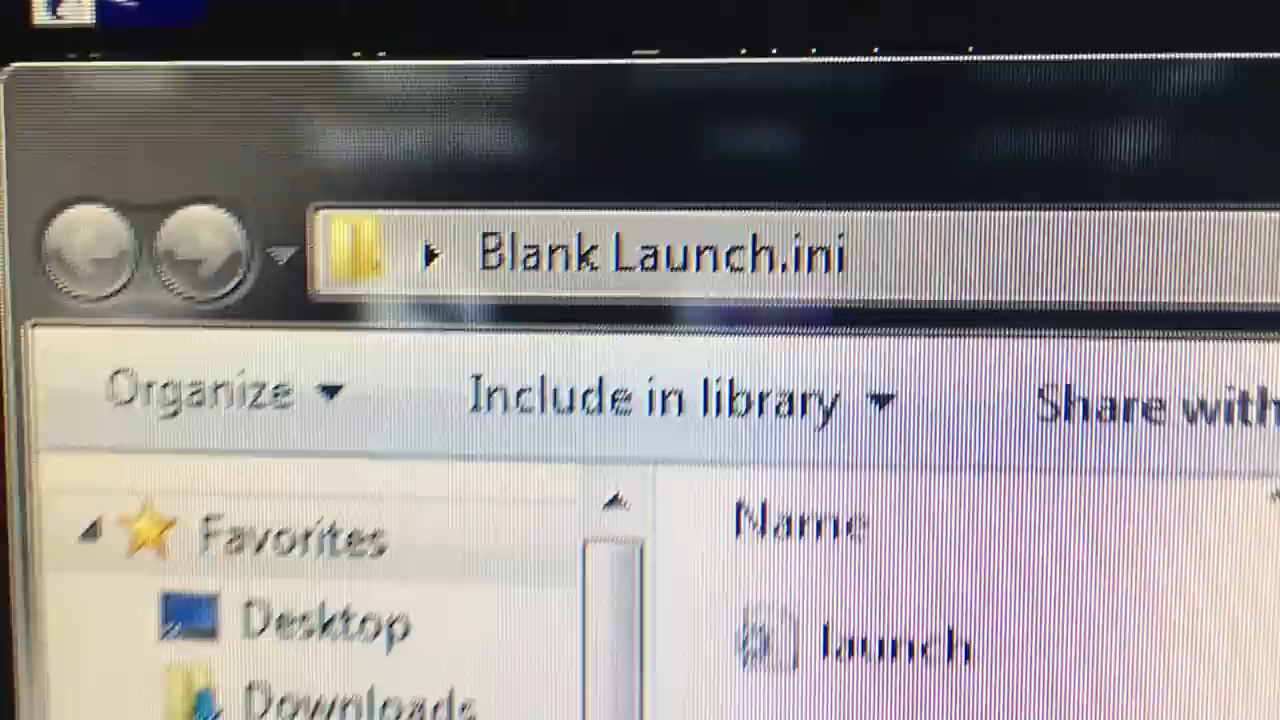 Blank Launch.ini
Organize Include in library Share with
Favorites
Name
Desktop
launch
Downloads